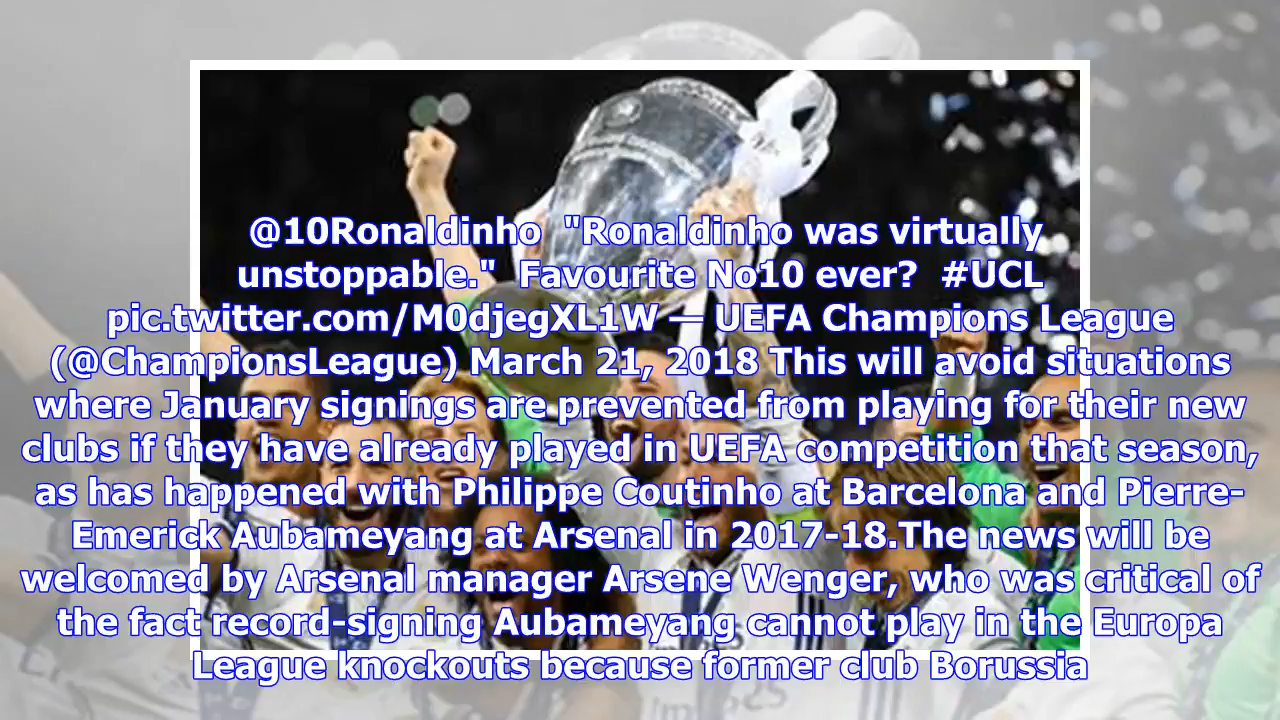 @10Ronaldinho "Ronaldinho was virtually
unstoppable." Favourite No10 ever? #UCL
pic.twitter.com/M0djegXL1W — UEFA Champions League
(@ChampionsLeague) March 21, 2018 This will avoid situations
where January signings are prevented from playing for their new
clubs if they have already played in UEFA competition that season,
as has happened with Philippe Coutinho at Barcelona and Pierre-
Emerick Aubameyang at Arsenal in 2017-18.The news will be
welcomed by Arsenal manager Arsene Wenger, who was critical of
the fact record-signing Aubameyang cannot play in the Europa
League knockouts because former club Borussia